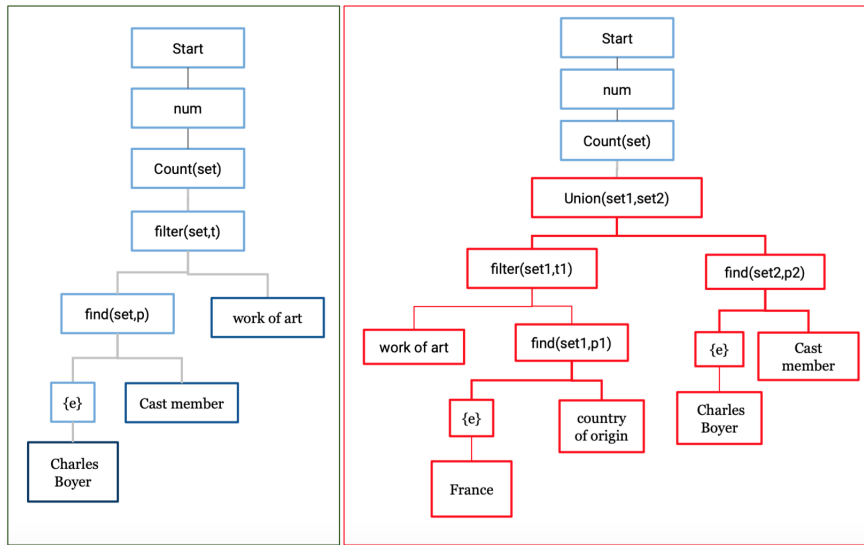 Start
num
Count(set)
filter(set,t)
find(set,p)
work of art
{e}
Cast member
Charles
Boyer
Start
num
Count(set)
Union(set1,set2)
filter(set1,t1)
find(set2,p2)
work of art
find(set1,p1)
{e}
Cast
member
{e}
country
of origin
Charles
Boyer
France